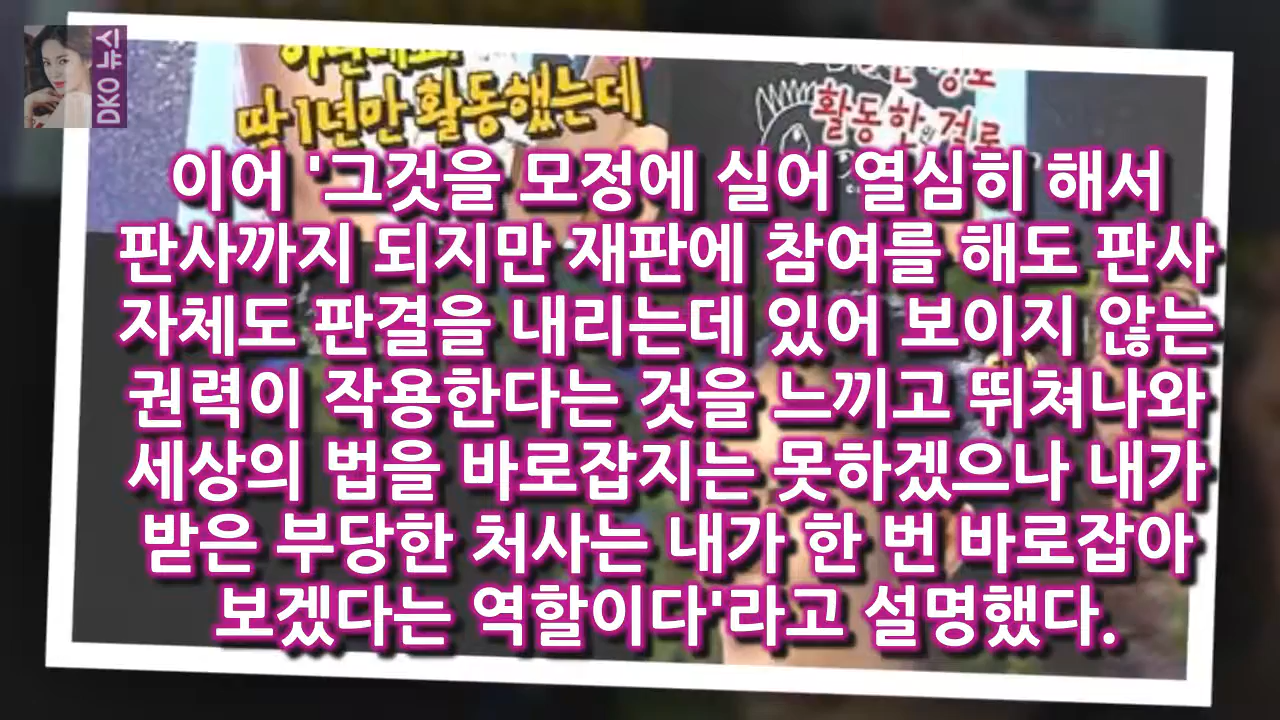 DKO 뉴스
딱 1년만 활동했는데
활동한
이어 '그것을 모정에 실어 열심히 해서
판사까지 되지만 재판에 참여를 해도 판사
자체도 판결을 내리는데 있어 보이지 않는
권력이 작용한다는 것을 느끼고 뛰쳐나와
세상의 법을 바로잡지는 못하겠으나 내가
받은 부당한 처사는 내가 한 번 바로잡아
보겠다는 역할이다'라고 설명했다.